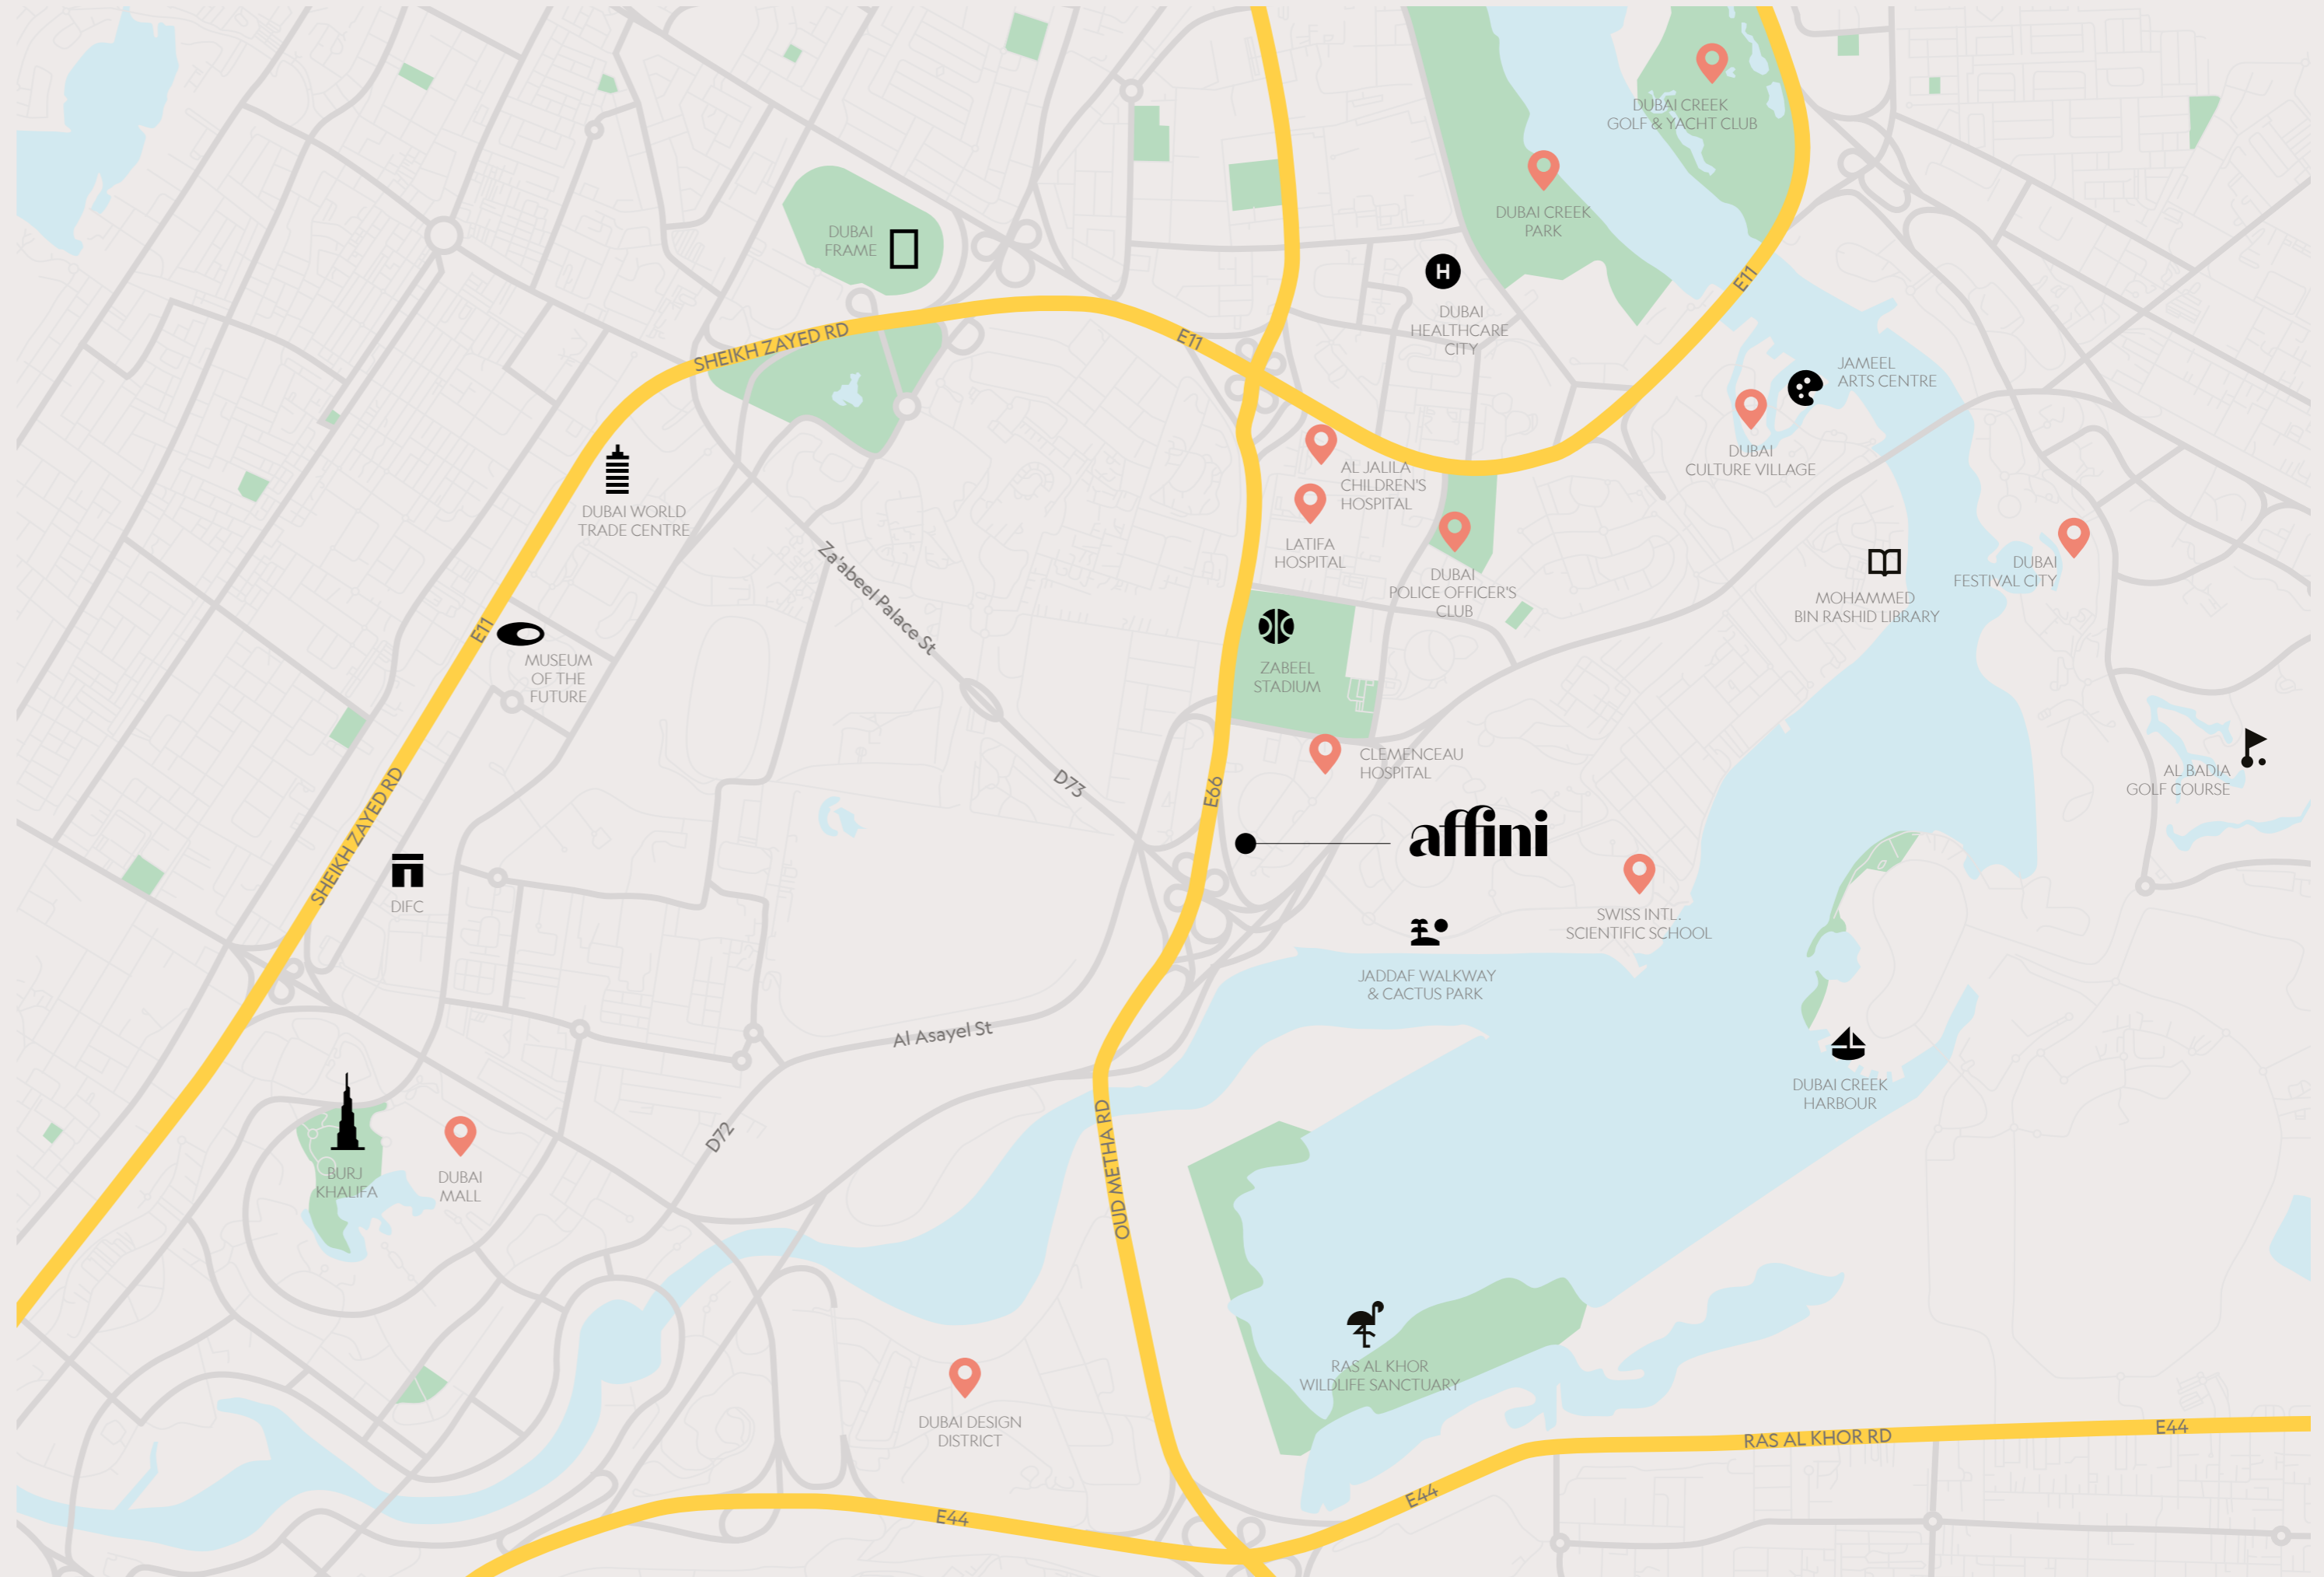 DUBAI CREEK
GOLF & YACHT CLUB
DUBAI CREEK
PARK
DUBAI
FRAME
E11
DUBAI
HEALTHCARE
CITY
SHEIKH ZAYED RD
E11
JAMEEL
ARTS CENTRE
DUBAI
CULTURE VILLAGE
AL JALILA
CHILDREN'S
HOSPITAL
DUBAI WORLD
TRADE CENTRE
LATIFA
HOSPITAL
DUBAI
POLICE OFFICER'S
CLUB
DUBAI
FESTIVAL CITY
MOHAMMED
BIN RASHID LIBRARY
Za'abeel Palace St
E11
MUSEUM
OF THE
FUTURE
ZABEEL
STADIUM
CLEMENCEAU
HOSPITAL
D73
E66
AL BADIA
GOLF COURSE
SHEIKH ZAYED RD
affini
DIFC
SWISS INTL.
SCIENTIFIC SCHOOL
JADDAF WALKWAY
& CACTUS PARK
Al Asayel St
DUBAI CREEK
HARBOUR
D72
OUD METHA RD
BURJ
KHALIFA
DUBAI
MALL
H
RAS AL KHOR
WILDLIFE SANCTUARY
DUBAI DESIGN
DISTRICT
RAS AL KHOR RD
E44
E44
E44